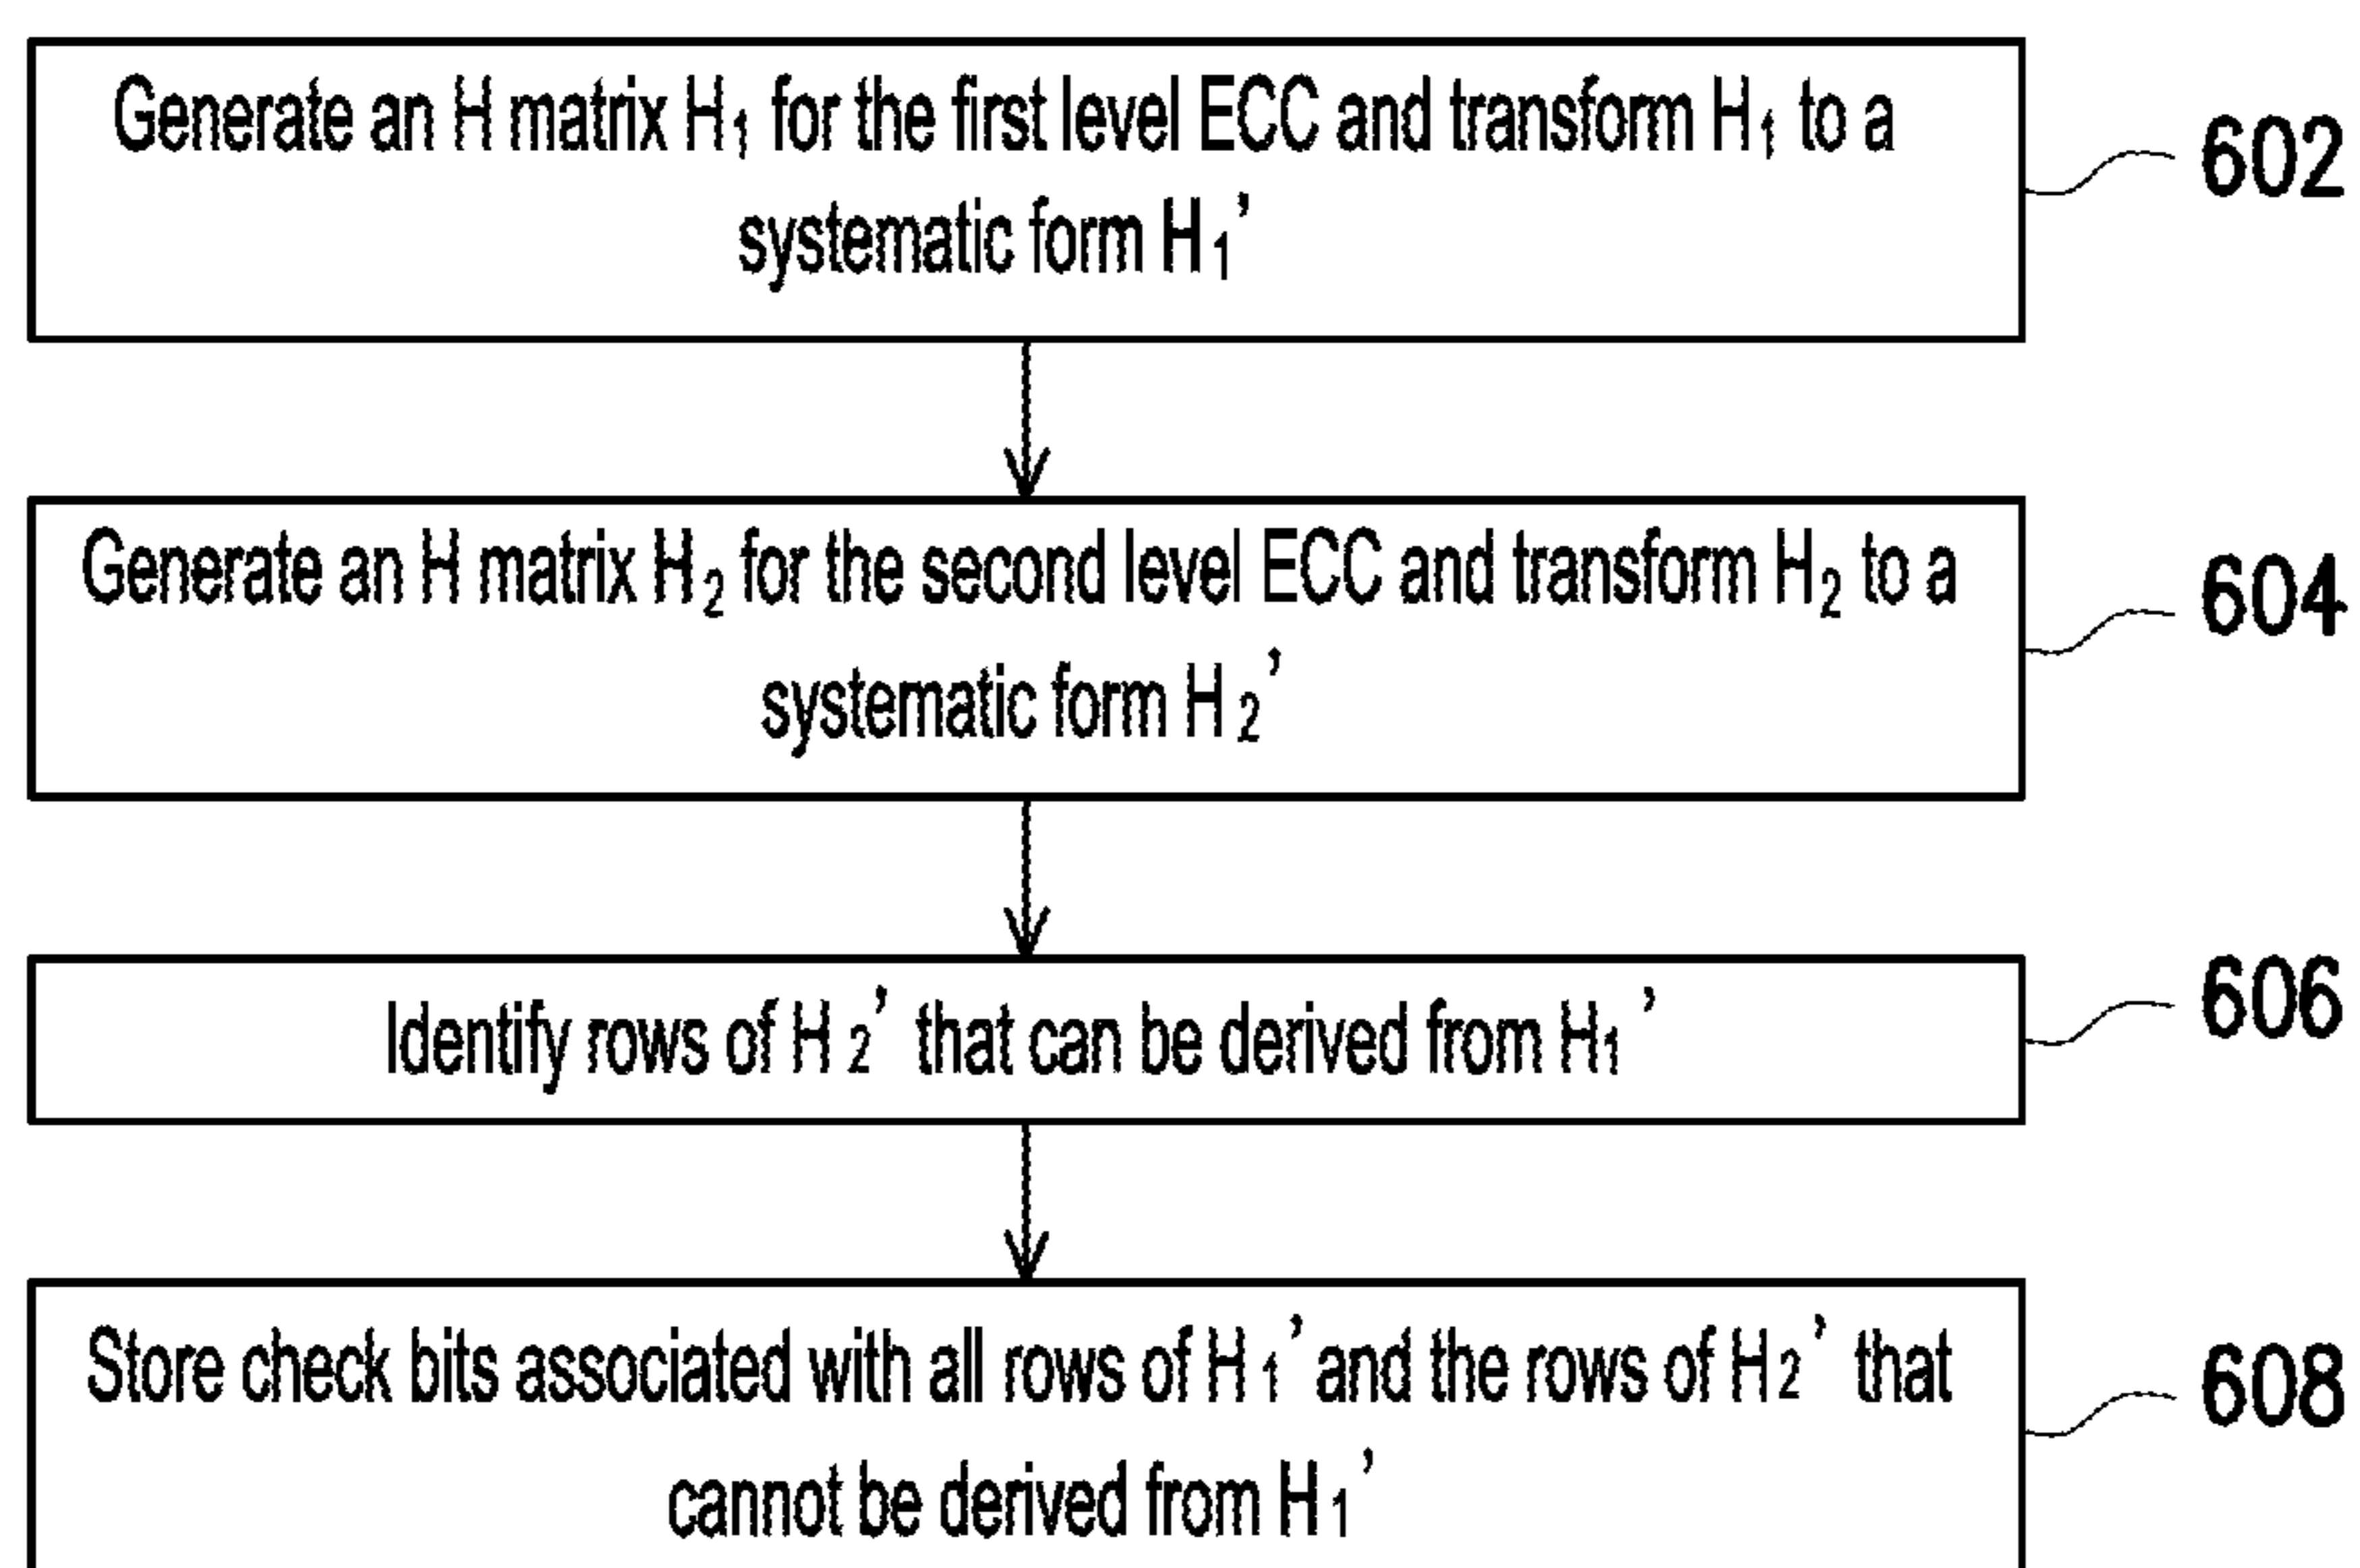 Generate an H matrix H₁ for the first level ECC and transform H₁ to a
systematic form H₁’
602
Generate an H matrix H₂ for the second level ECC and transform H₂ to a
systematic form H₂’
604
Identify rows of H₂’ that can be derived from H₁’
606
Store check bits associated with all rows of H₁’ and the rows of H₂’ that
cannot be derived from H₁’
608